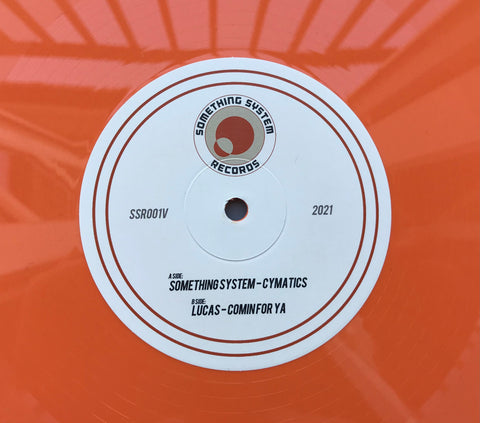 SOMETHING SYSTEM
RECORDS
SSR001V
2021
A SIDE:
SOMETHING SYSTEM - CYMATICS
B SIDE:
LUCAS - COMIN FOR YA